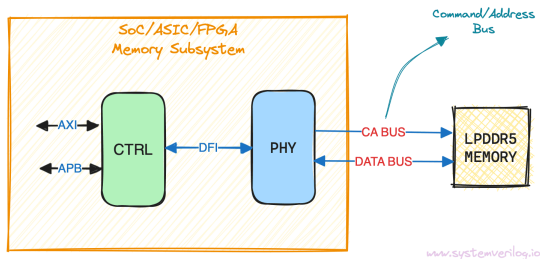 SoC/ASIC/FPGA
Memory Subsystem
Command/Address
Bus
AXI
APB
CTRL
DFI
PHY
CA BUS
DATA BUS
LPDDR5
MEMORY
www.systemverilog.io